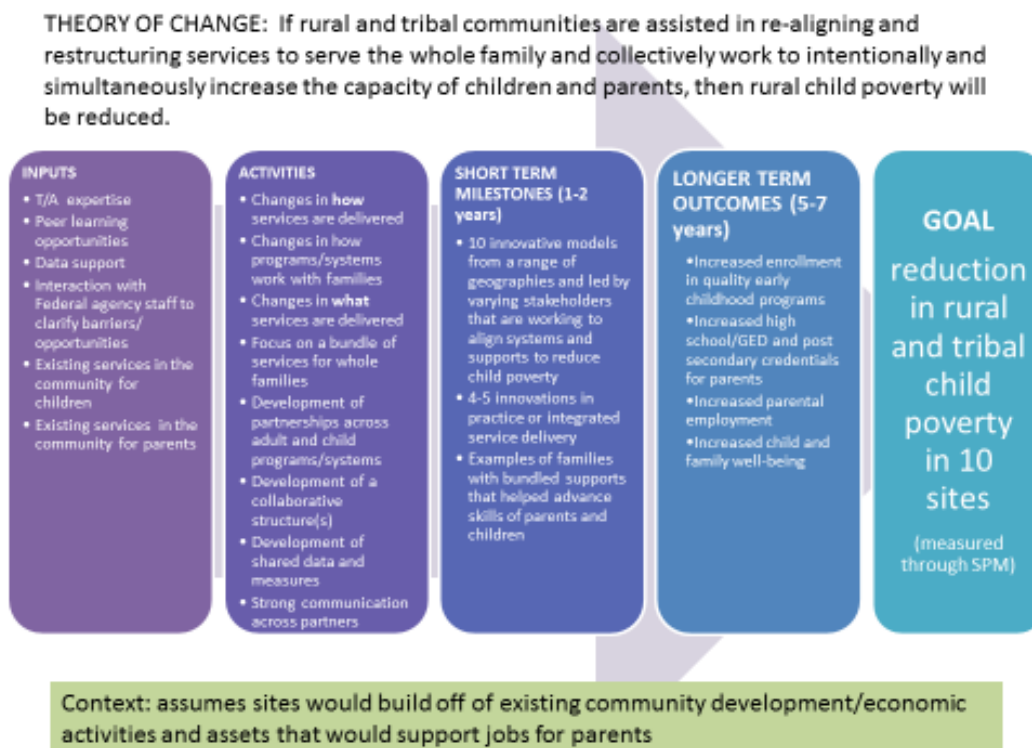 THEORY OF CHANGE:  If rural and tribal communities are assisted in re-aligning and
restructuring services to serve the whole family and collectively work to intentionally and
simultaneously increase the capacity of children and parents, then rural child poverty will
be reduced.
INPUTS
• T/A expertise
• Peer learning
opportunities
• Data support
• Interaction with
Federal agency staff to
clarify barriers/
opportunities
• Existing services in the
community for
children
• Existing services in the
community for parents
ACTIVITIES
• Changes in how
services are delivered
• Changes in how
programs/systems
work with families
• Changes in what
services are delivered
• Focus on a bundle of
services for whole
families
• Development of
partnerships across
adult and child
programs/systems
• Development of a
collaborative
structure(s)
• Development of
shared data and
measures
• Strong communication
across partners
SHORT TERM
MILESTONES (1-2
years)
• 10 innovative models
from a range of
geographies and led by
varying stakeholders
that are working to
align systems and
supports to reduce
child poverty
• 4-5 innovations in
practice or integrated
service delivery
• Examples of families
with bundled supports
that helped advance
skills of parents and
children
LONGER TERM
OUTCOMES (5-7
years)
•Increased enrollment
in quality early
childhood programs
•Increased high
school/GED and post
secondary credentials
for parents
•Increased parental
employment
•Increased child and
family well-being
GOAL
reduction
in rural
and tribal
child
poverty
in 10
sites
(measured
through SPM)
Context: assumes sites would build off of existing community development/economic
activities and assets that would support jobs for parents